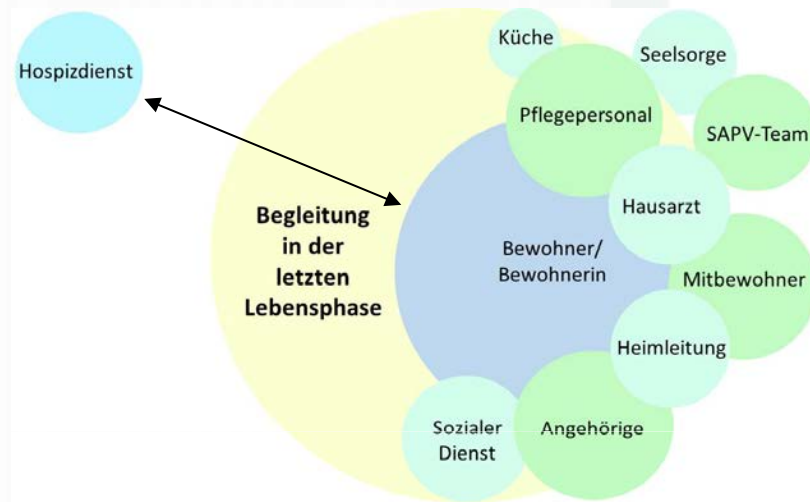 Hospizdienst
Küche
Seelsorge
Pflegepersonal
SAPV-Team
Hausarzt
Begleitung
in der
letzten
Lebensphase
Bewohner/
Bewohnerin
Mitbewohner
Heimleitung
Sozialer
Dienst
Angehörige